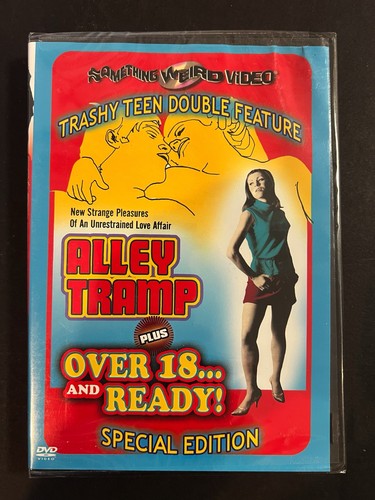 SOMETHING WEIRD VIDEO
TRASHY TEEN DOUBLE FEATURE
New Strange Pleasures
Of An Unrestrained Love Affair
ALLEY
TRAMP
PLUS
OVER 18...
AND READY!
SPECIAL EDITION
DVD
VIDEO